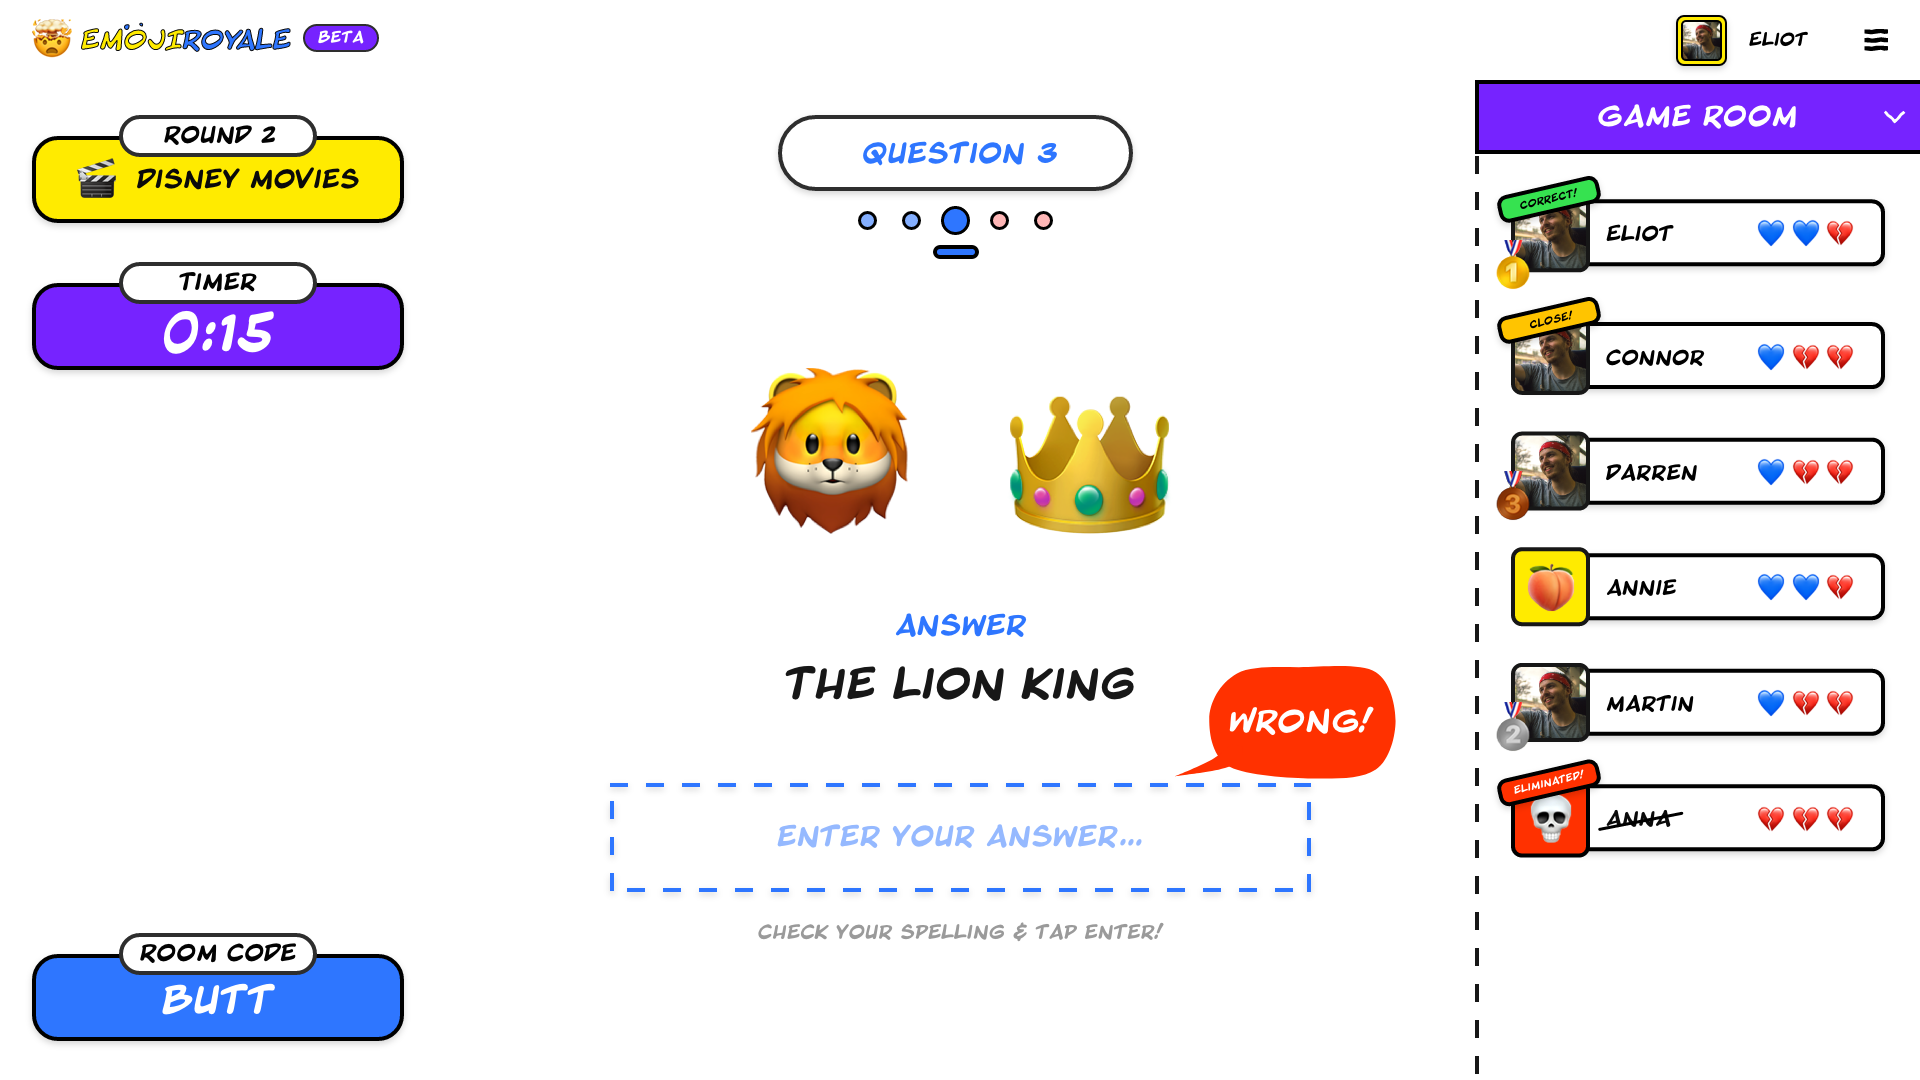 EMOJIROYALE BETA
ELIOT
ROUND 2
DISNEY MOVIES
TIMER
0:15
ROOM CODE
BUTT
QUESTION 3
ANSWER
THE LION KING
WRONG!
ENTER YOUR ANSWER...
CHECK YOUR SPELLING & TAP ENTER!
GAME ROOM
CORRECT!
ELIOT
1
CLOSE!
CONNOR
DARREN
3
ANNIE
MARTIN
2
ELIMINATED!
ANNA